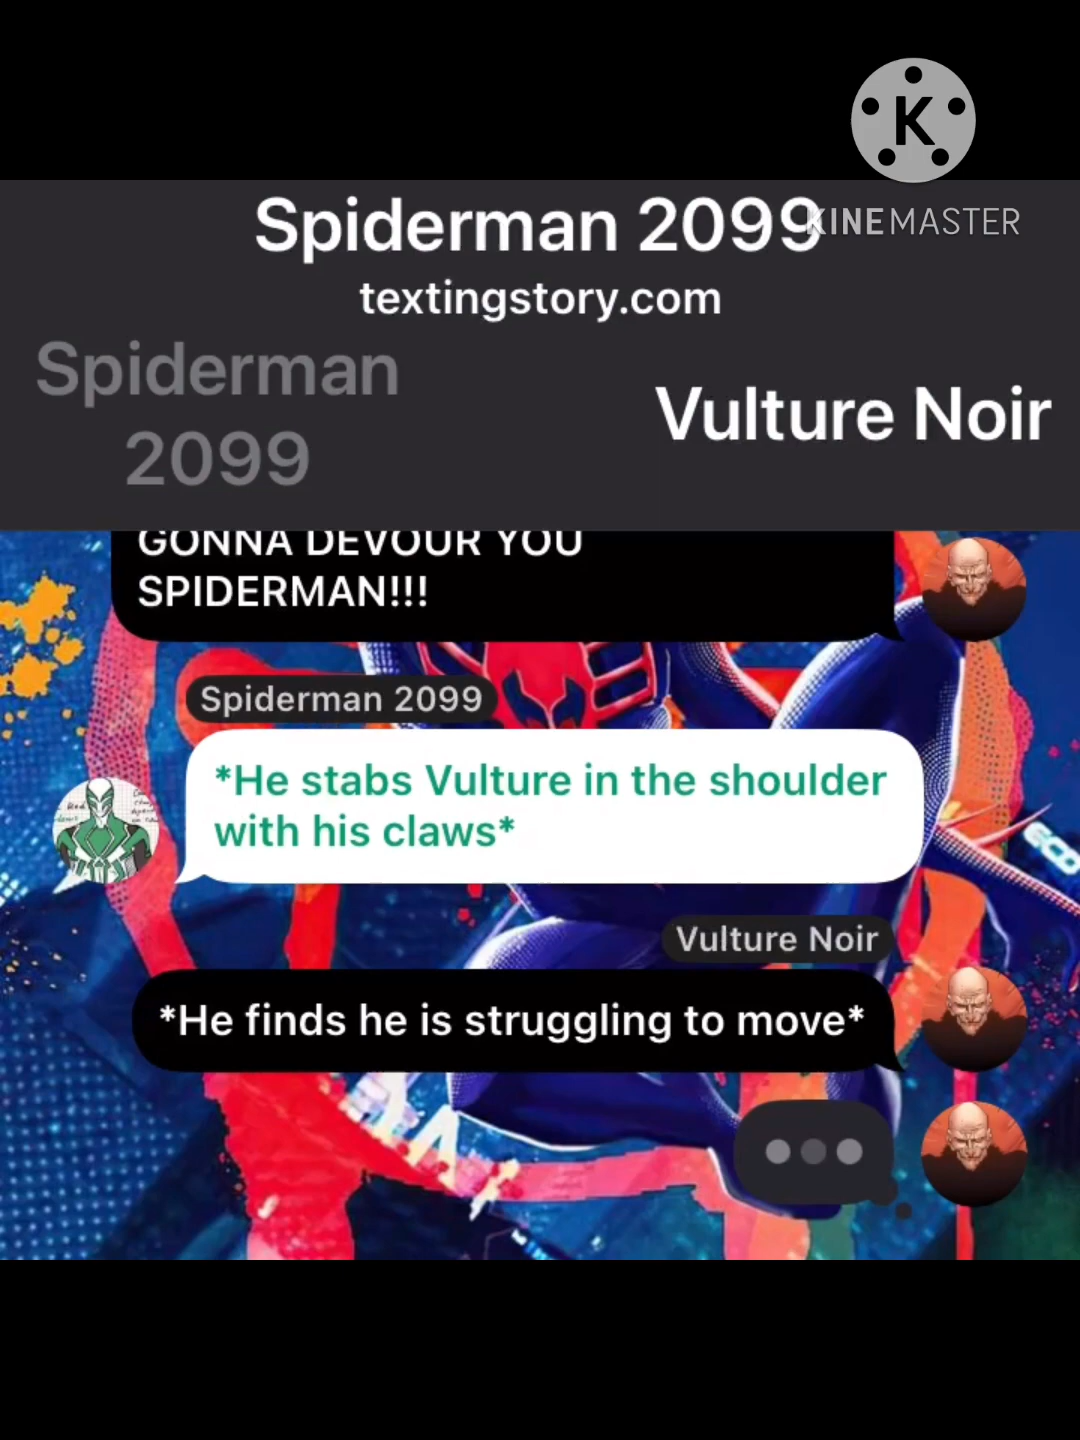 K
KINEMASTER
Spiderman 2099
textingstory.com
Spiderman
2099
Vulture Noir
GONNA DEVOUR YOU
SPIDERMAN!!!
Spiderman 2099
*He stabs Vulture in the shoulder
with his claws*
Vulture Noir
*He finds he is struggling to move*